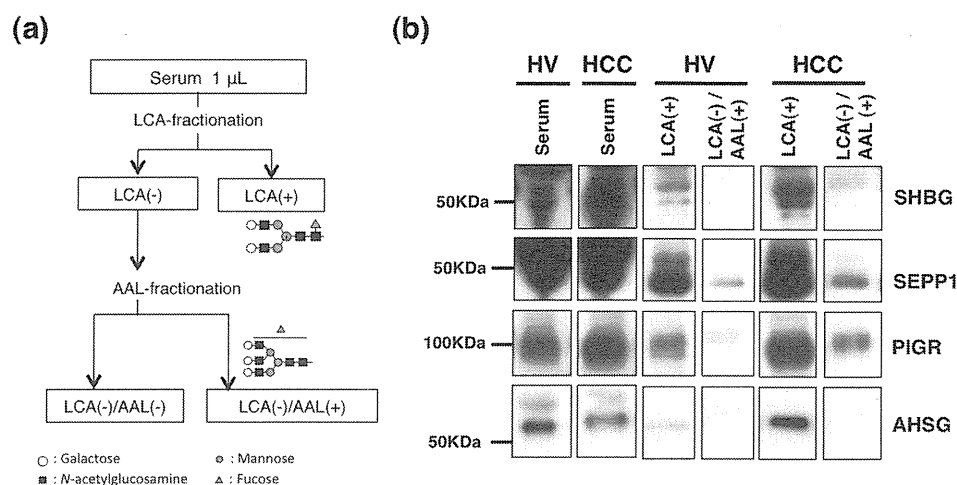 (a)
Serum 1 µL
LCA-fractionation
LCA(-)
LCA(+)
AAL-fractionation
LCA(-)/AAL(-)
LCA(-)/AAL(+)
: Galactose
: Mannose
: N-acetylglucosamine
: Fucose
(b)
HV
HCC
HV
HCC
Serum
Serum
LCA(+)
LCA(-) /
AAL(+)
LCA(+)
LCA(-) /
AAL (+)
50KDa
SHBG
50KDa
SEPP1
100KDa
PIGR
50KDa
AHSG